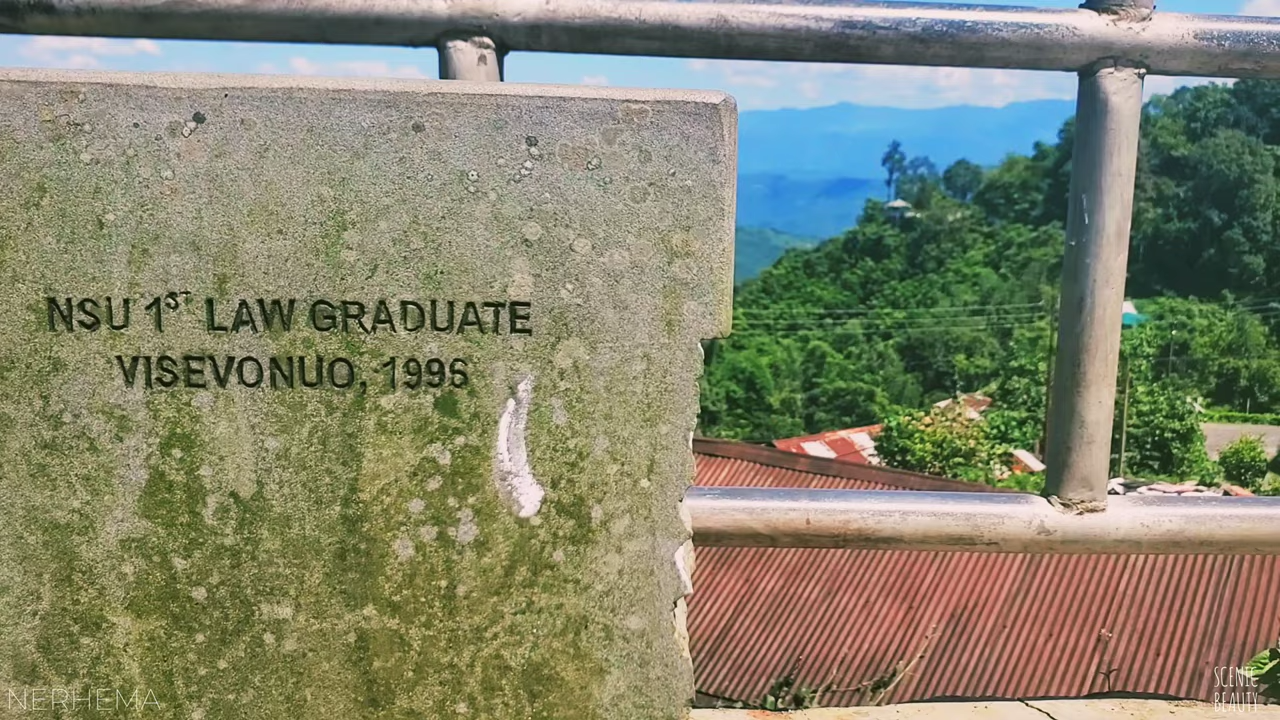 NSU 1ST LAW GRADUATE
VISEVONUO, 1996
NERHEMA
SCENIC
BEAUTY